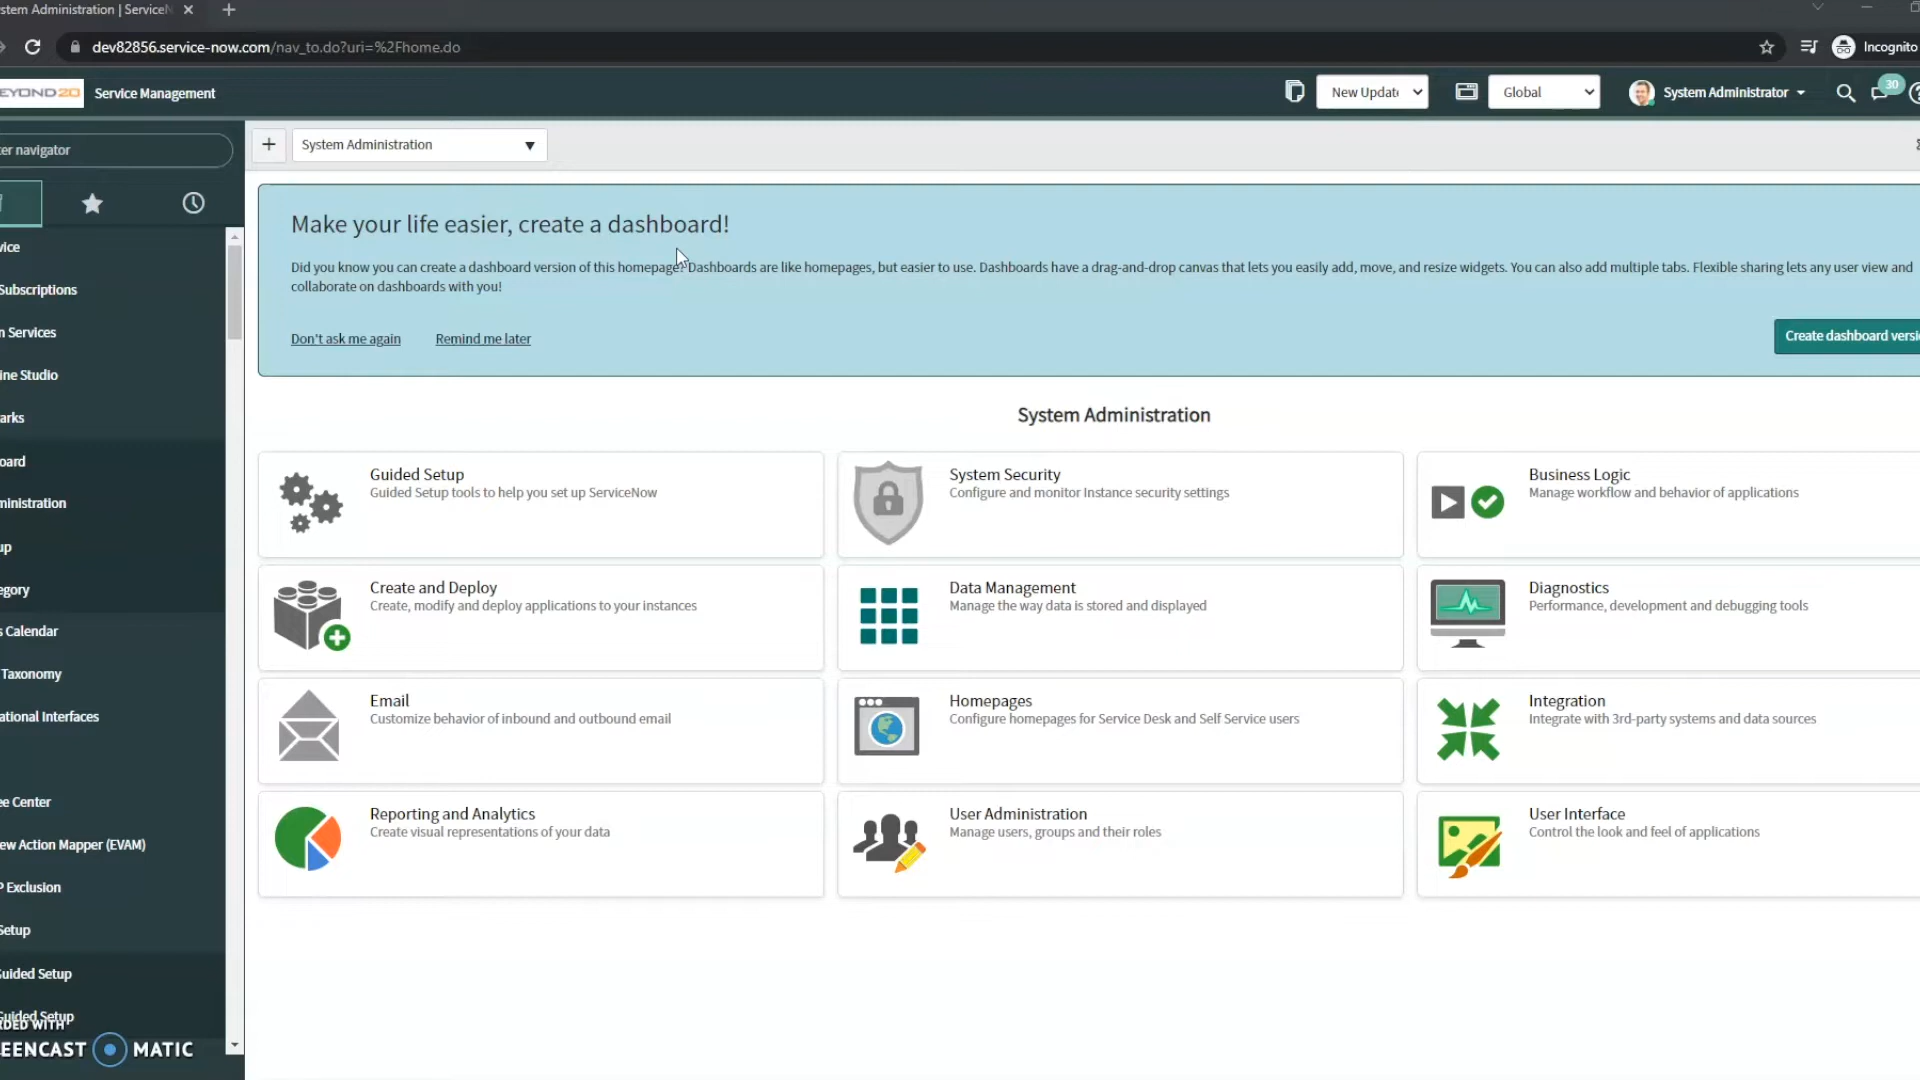 stem Administration | Service
dev82856.service-now.com/nav_to.do?uri=%2Fhome.do
Incognito
EYOND20
Service Management
New Update
Global
System Administrator
30
er navigator
System Administration
Make your life easier, create a dashboard!
Did you know you can create a dashboard version of this homepage? Dashboards are like homepages, but easier to use. Dashboards have a drag-and-drop canvas that lets you easily add, move, and resize widgets. You can also add multiple tabs. Flexible sharing lets any user view and
collaborate on dashboards with you!
Don't ask me again
Remind me later
Create dashboard versi
vice
Subscriptions
n Services
ine Studio
arks
oard
ministration
up
egory
s Calendar
Taxonomy
ational Interfaces
ee Center
ew Action Mapper (EVAM)
P Exclusion
Setup
Guided Setup
Guided Setup
RDED WITH
EENCAST MATIC
System Administration
Guided Setup
Guided Setup tools to help you set up ServiceNow
System Security
Configure and monitor Instance security settings
Business Logic
Manage workflow and behavior of applications
Create and Deploy
Create, modify and deploy applications to your instances
Data Management
Manage the way data is stored and displayed
Diagnostics
Performance, development and debugging tools
Email
Customize behavior of inbound and outbound email
Homepages
Configure homepages for Service Desk and Self Service users
Integration
Integrate with 3rd-party systems and data sources
Reporting and Analytics
Create visual representations of your data
User Administration
Manage users, groups and their roles
User Interface
Control the look and feel of applications